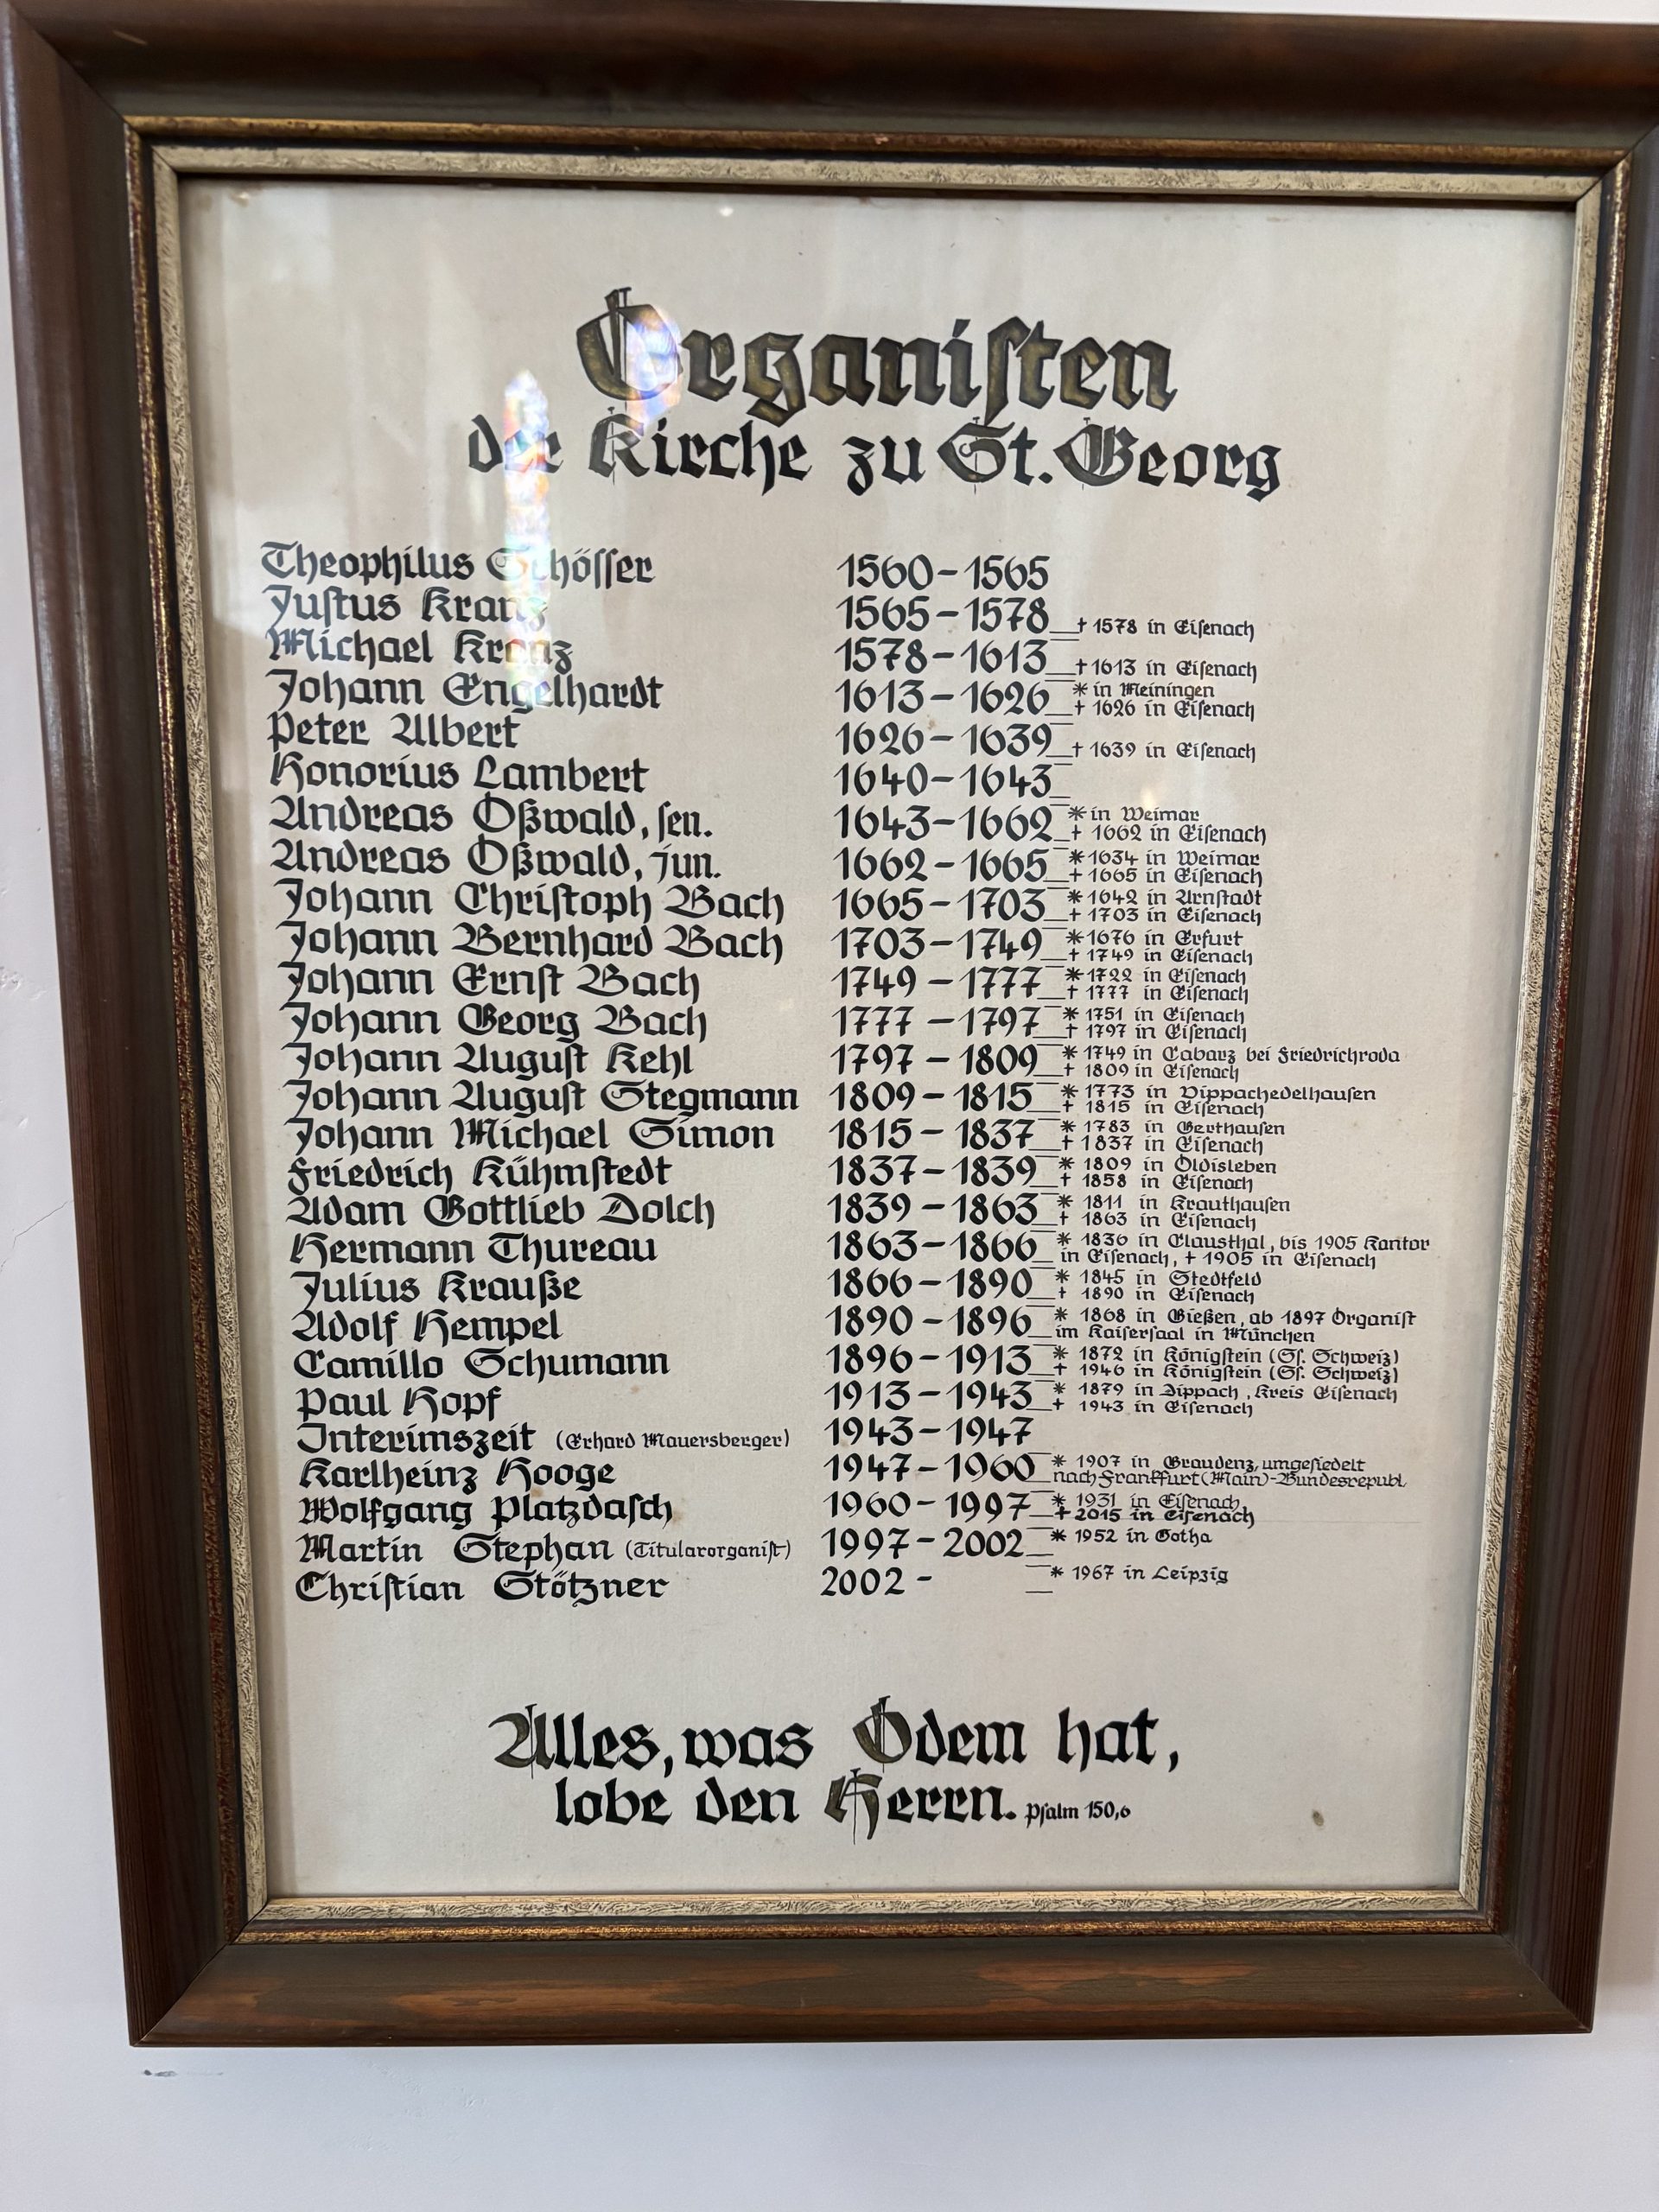 Organisten
der Kirche zu St. Georg
Theophilus Schösser 1560-1565
Justus Kranz 1565-1578 † 1578 in Eisenach
Michael Kranz 1578-1613 † 1613 in Eisenach
Johann Engelhardt 1613-1626 * in Meiningen
† 1626 in Eisenach
Peter Albert 1626-1639 † 1639 in Eisenach
Honorius Lambert 1640-1643
Andreas Oßwald, sen. 1643-1662 * in Weimar
† 1662 in Eisenach
Andreas Oßwald, jun. 1662-1665 * 1634 in Weimar
† 1665 in Eisenach
Johann Christoph Bach 1665-1703 * 1642 in Arnstadt
† 1703 in Eisenach
Johann Bernhard Bach 1703-1749 * 1676 in Erfurt
† 1749 in Eisenach
Johann Ernst Bach 1749-1777 * 1722 in Eisenach
† 1777 in Eisenach
Johann Georg Bach 1777-1797 * 1751 in Eisenach
† 1797 in Eisenach
Johann August Kehl 1797-1809 * 1749 in Cabarz bei Friedrichroda
† 1809 in Eisenach
Johann August Stegmann 1809-1815 * 1773 in Vippachedelhausen
† 1815 in Eisenach
Johann Michael Simon 1815-1837 * 1783 in Gerthausen
† 1837 in Eisenach
Friedrich Kühmstedt 1837-1839 * 1809 in Oldisleben
† 1858 in Eisenach
Adam Gottlieb Dolch 1839-1863 * 1811 in Krauthausen
† 1863 in Eisenach
Hermann Thureau 1863-1866 * 1836 in Clausthal, bis 1905 Kantor
in Eisenach, † 1905 in Eisenach
Julius Krauße 1866-1890 * 1845 in Stedtfeld
† 1890 in Eisenach
Adolf Hempel 1890-1896 * 1868 in Gießen, ab 1897 Organist
im Kaisersaal in München
Camillo Schumann 1896-1913 * 1872 in Königstein (Sf. Schweiz)
† 1946 in Königstein (Sf. Schweiz)
Paul Hopf 1913-1943 * 1879 in Dippach, Kreis Eisenach
† 1943 in Eisenach
Interimszeit (Erhard Mauersberger) 1943-1947
Karlheinz Hooge 1947-1960 * 1907 in Graudenz, umgesiedelt
nach Frankfurt (Main)-Bundesrepubl.
Wolfgang Platzdasch 1960-1997 * 1931 in Eisenach
† 2015 in Eisenach
Martin Stephan (Titularorganist) 1997-2002 * 1952 in Gotha
Christian Stötzner 2002- * 1967 in Leipzig
Alles, was Odem hat,
lobe den Herrn. Psalm 150,6